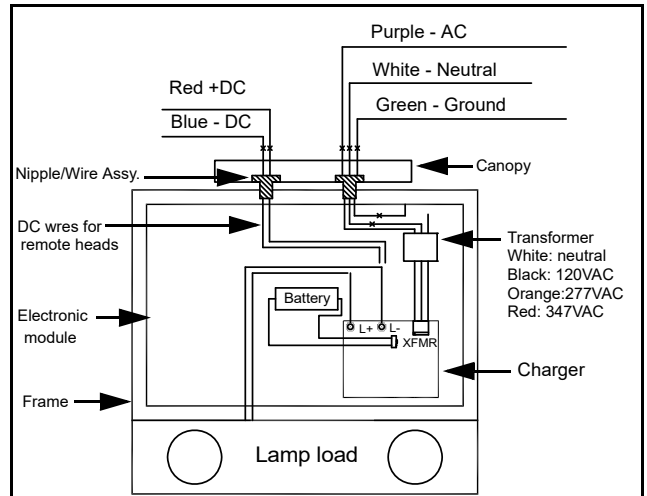 Purple - AC
White - Neutral
Green - Ground
Red +DC
Blue - DC
Nipple/Wire Assy.
Canopy
DC wres for
remote heads
Transformer
White: neutral
Black: 120VAC
Orange:277VAC
Red: 347VAC
Battery
Electronic
module
L+ L-
XFMR
Charger
Frame
Lamp load